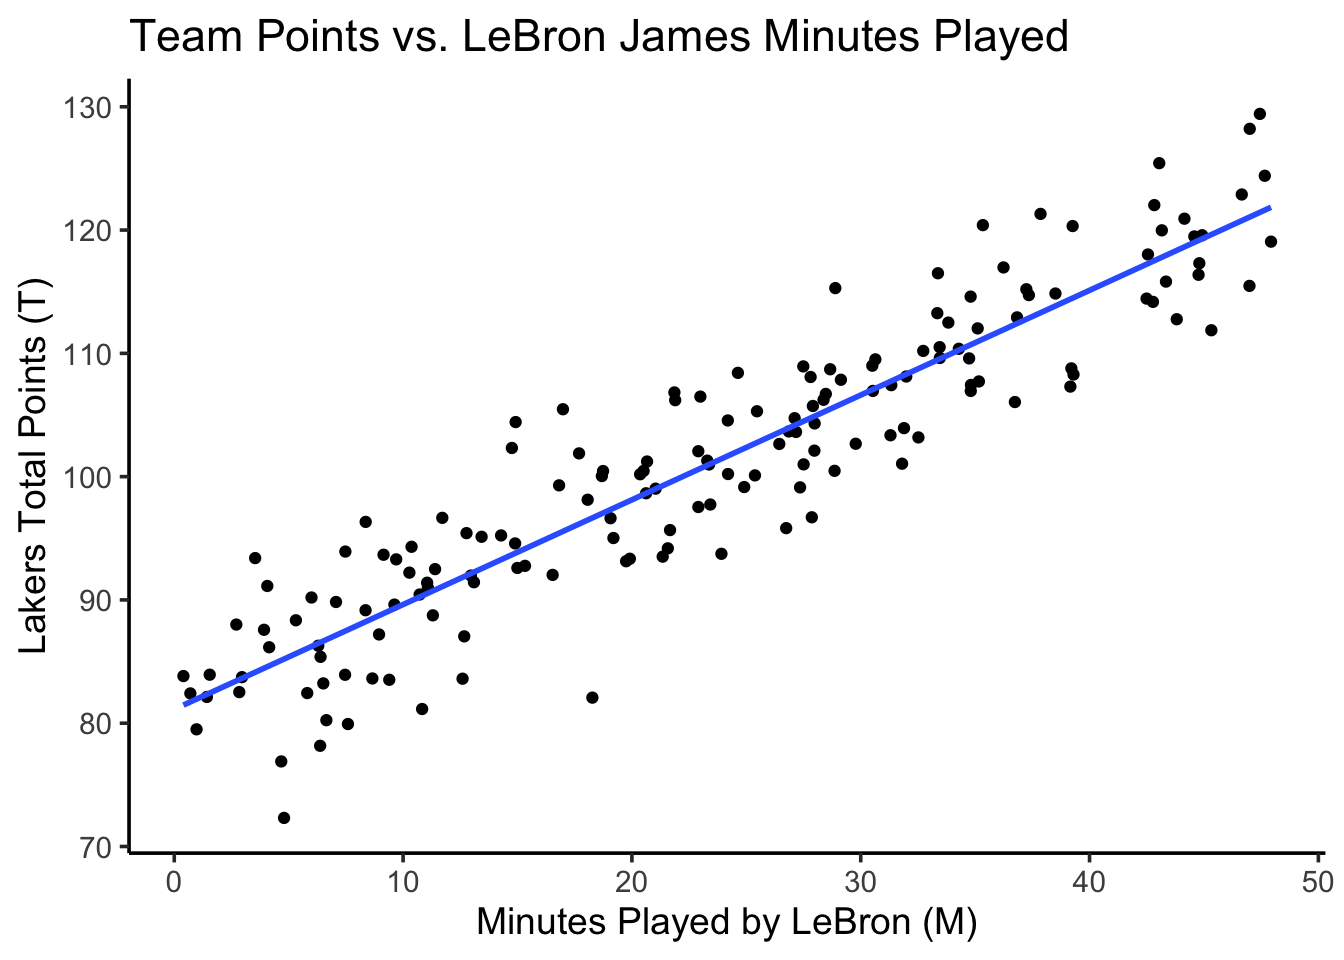 Team Points vs. LeBron James Minutes Played
Lakers Total Points (T)
130
120
110
100
90
80
70
0 10 20 30 40 50
Minutes Played by LeBron (M)